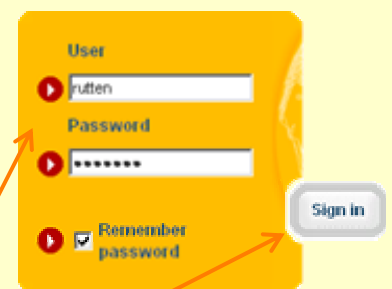 User
rutten
Password
•••••••
Remember
password
Sign in